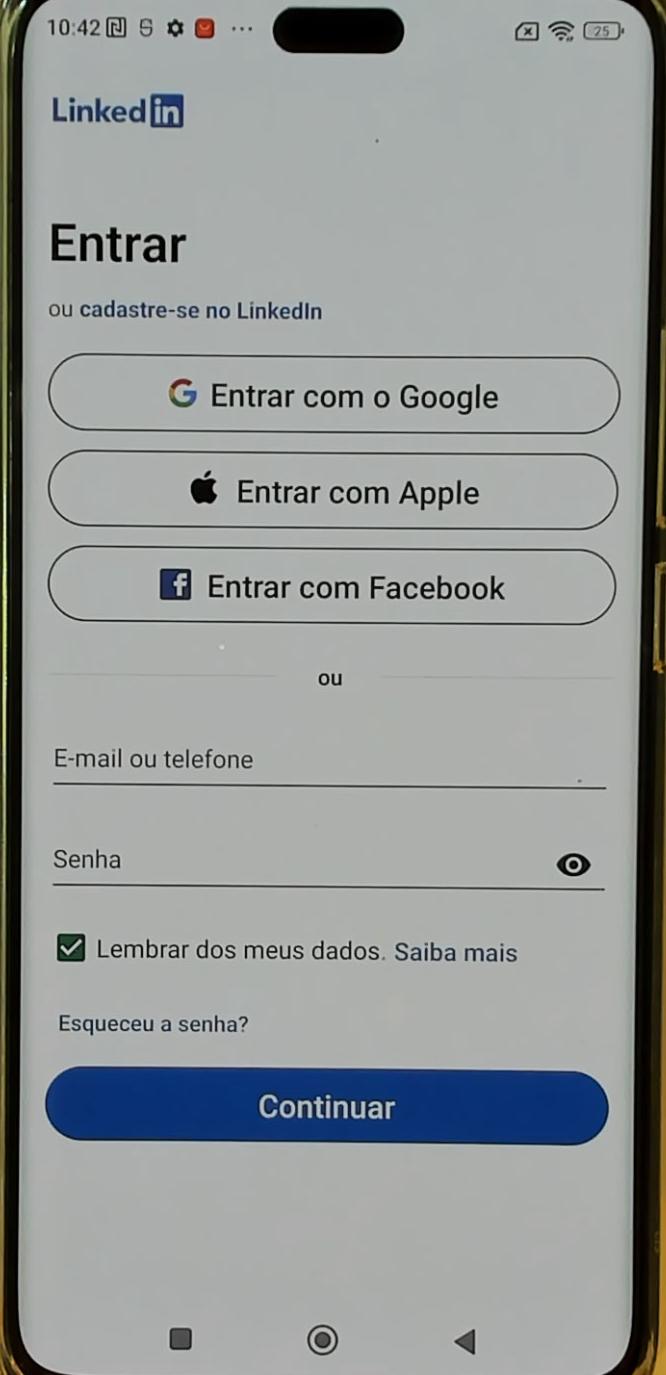 10:42
25
Linkedin
Entrar
ou cadastre-se no LinkedIn
Entrar com o Google
Entrar com Apple
Entrar com Facebook
ou
E-mail ou telefone
Senha
Lembrar dos meus dados. Saiba mais
Esqueceu a senha?
Continuar